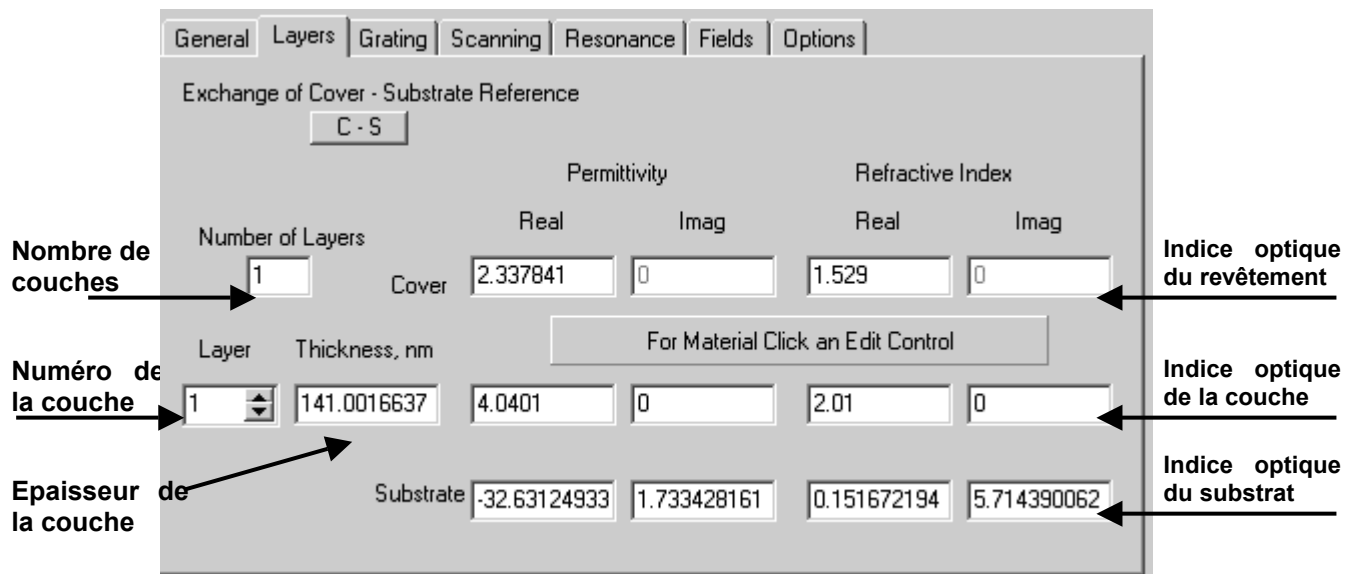 General Layers Grating Scanning Resonance Fields Options
Exchange of Cover - Substrate Reference
C - S
Permittivity Refractive Index
Real Imag Real Imag
Number of Layers
Nombre de
couches
1
Cover 2.337841 0 1.529 0
Indice optique
du revêtement
For Material Click an Edit Control
Layer Thickness, nm
Numéro de
la couche
1 141.0016637 4.0401 0 2.01 0
Indice optique
de la couche
Epaisseur de
la couche
Substrate -32.63124933 1.733428161 0.151672194 5.714390062
Indice optique
du substrat